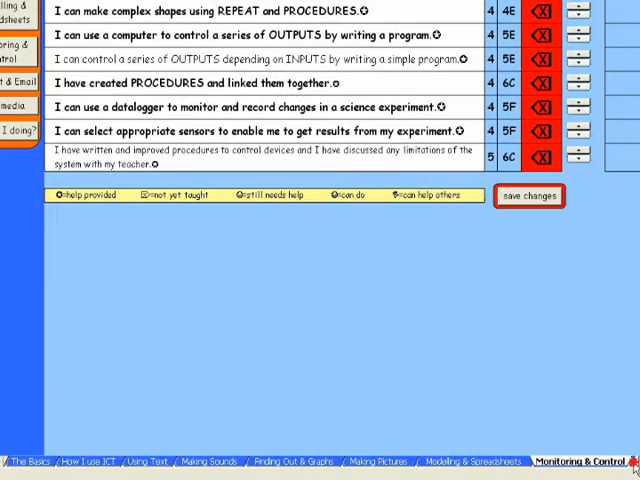 lling &
dsheets
I can make complex shapes using REPEAT and PROCEDURES. 4 4E
oring &
trol
I can use a computer to control a series of OUTPUTS by writing a program. 4 5E
I can control a series of OUTPUTS depending on INPUTS by writing a simple program. 4 5E
t & Email
I have created PROCEDURES and linked them together. 4 6C
media
I can use a datalogger to monitor and record changes in a science experiment. 4 5F
I doing?
I can select appropriate sensors to enable me to get results from my experiment. 4 5F
I have written and improved procedures to control devices and I have discussed any limitations of the
system with my teacher. 5 6C
=help provided =not yet taught =still needs help =can do =can help others save changes
The Basics How I use ICT Using Text Making Sounds Finding Out & Graphs Making Pictures Modelling & Spreadsheets Monitoring & Control